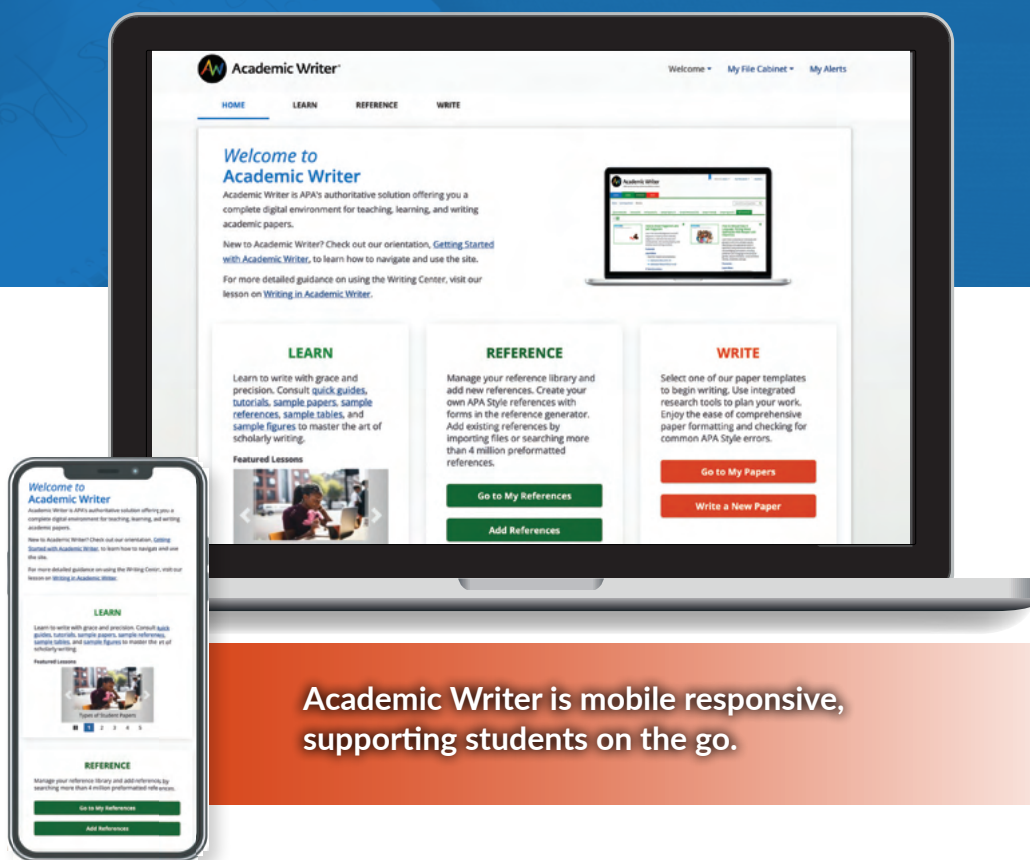 Academic Writer
Welcome
My File Cabinet
My Alerts
HOME
LEARN
REFERENCE
WRITE
Welcome to
Academic Writer
Academic Writer is APA's authoritative solution offering you a
complete digital environment for teaching, learning, and writing
academic papers.
New to Academic Writer? Check out our orientation, Getting Started
with Academic Writer, to learn how to navigate and use the site.
For more detailed guidance on using the Writing Center, visit our
lesson on Writing in Academic Writer.
Academic Writer
LEARN
Learn to write with grace and
precision. Consult quick guides,
tutorials, sample papers, sample
references, sample tables, and
sample figures to master the art of
scholarly writing.
Featured Lessons
REFERENCE
Manage your reference library and
add new references. Create your
own APA Style references with
forms in the reference generator.
Add existing references by
importing files or searching more
than 4 million preformatted
references.
Go to My References
Add References
WRITE
Select one of our paper templates
to begin writing. Use integrated
research tools to plan your work.
Enjoy the ease of comprehensive
paper formatting and checking for
common APA Style errors.
Go to My Papers
Write a New Paper
Welcome to
Academic Writer
Academic Writer is APA's authoritative solution offering you a
complete digital environment for teaching, learning, and writing
academic papers.
New to Academic Writer? Check out our orientation, Getting
Started with Academic Writer, to learn how to navigate and use
the site.
For more detailed guidance on using the Writing Center, visit our
lesson on Writing in Academic Writer.
LEARN
Learn to write with grace and precision. Consult quick
guides, tutorials, sample papers, sample references,
sample tables, and sample figures to master the art of
scholarly writing.
Featured Lessons
Types of Student Papers
1 2 3 4 5
REFERENCE
Manage your reference library and add references by
searching more than 4 million preformatted references.
Go to My References
Add References
Academic Writer is mobile responsive,
supporting students on the go.